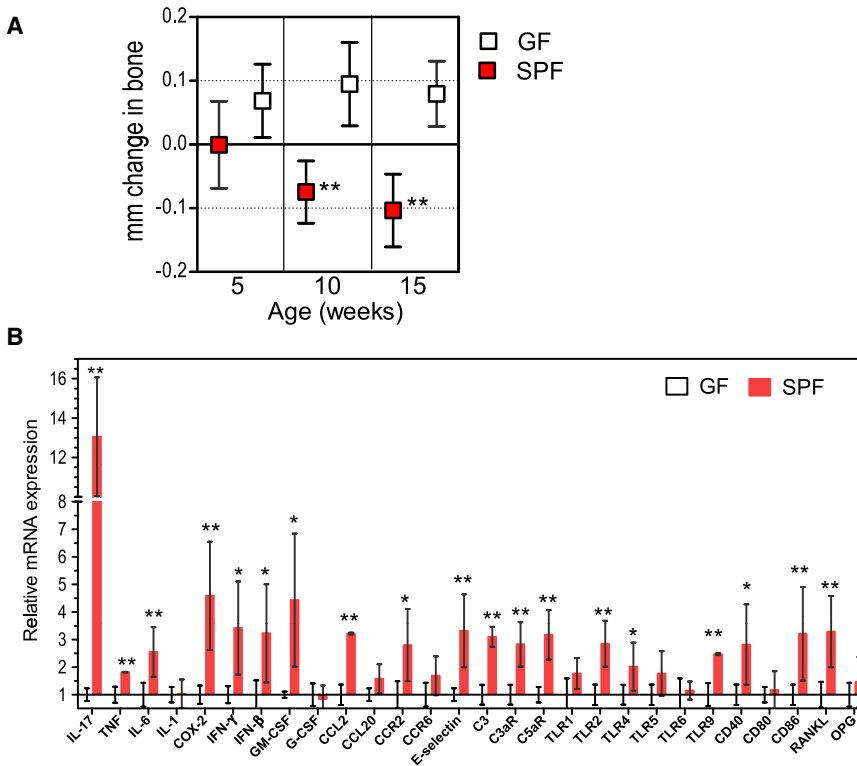 A
mm change in bone
0.2
0.1
0.0
-0.1
-0.2
**
**
5 10 15
Age (weeks)
GF
SPF
B
Relative mRNA expression
16
14
12
10
8
7
6
5
4
3
2
1
GF SPF
** ** ** ** * * * ** * ** ** ** ** ** * ** * ** **
IL-17 TNF IL-6 IL-1 COX-2 IFN-γ IFN-β GM-CSF G-CSF CCL2 CCL20 CCR2 CCR6 E-selectin C3 C3aR C5aR TLR1 TLR2 TLR4 TLR5 TLR6 TLR9 CD40 CD80 CD86 RANKL OPG